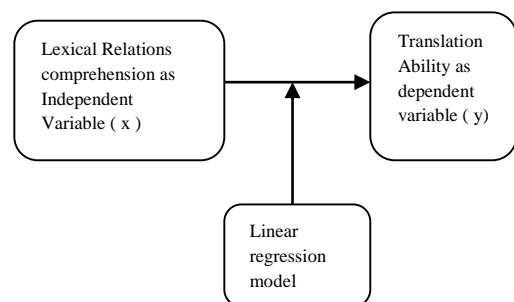 Lexical Relations
comprehension as
Independent
Variable ( x )
Translation
Ability as
dependent
variable ( y)
Linear
regression
model